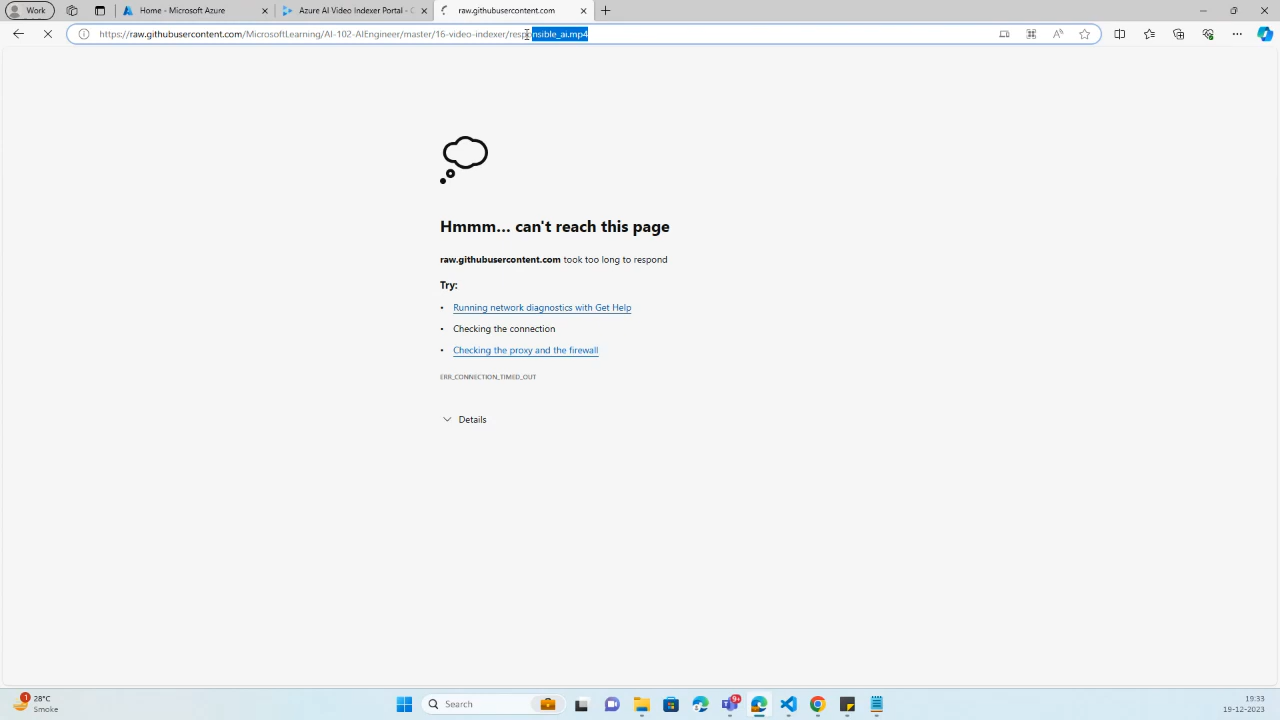 Work
Home - Microsoft Azure
Azure AI Video Indexer Portal - C
raw.githubusercontent.com
https://raw.githubusercontent.com/MicrosoftLearning/AI-102-AIEngineer/master/16-video-indexer/responsible_ai.mp4
Hmmm... can't reach this page
raw.githubusercontent.com took too long to respond
Try:
• Running network diagnostics with Get Help
• Checking the connection
• Checking the proxy and the firewall
ERR_CONNECTION_TIMED_OUT
Details
1
28°C
Smoke
Search
9+
19:33
19-12-2023